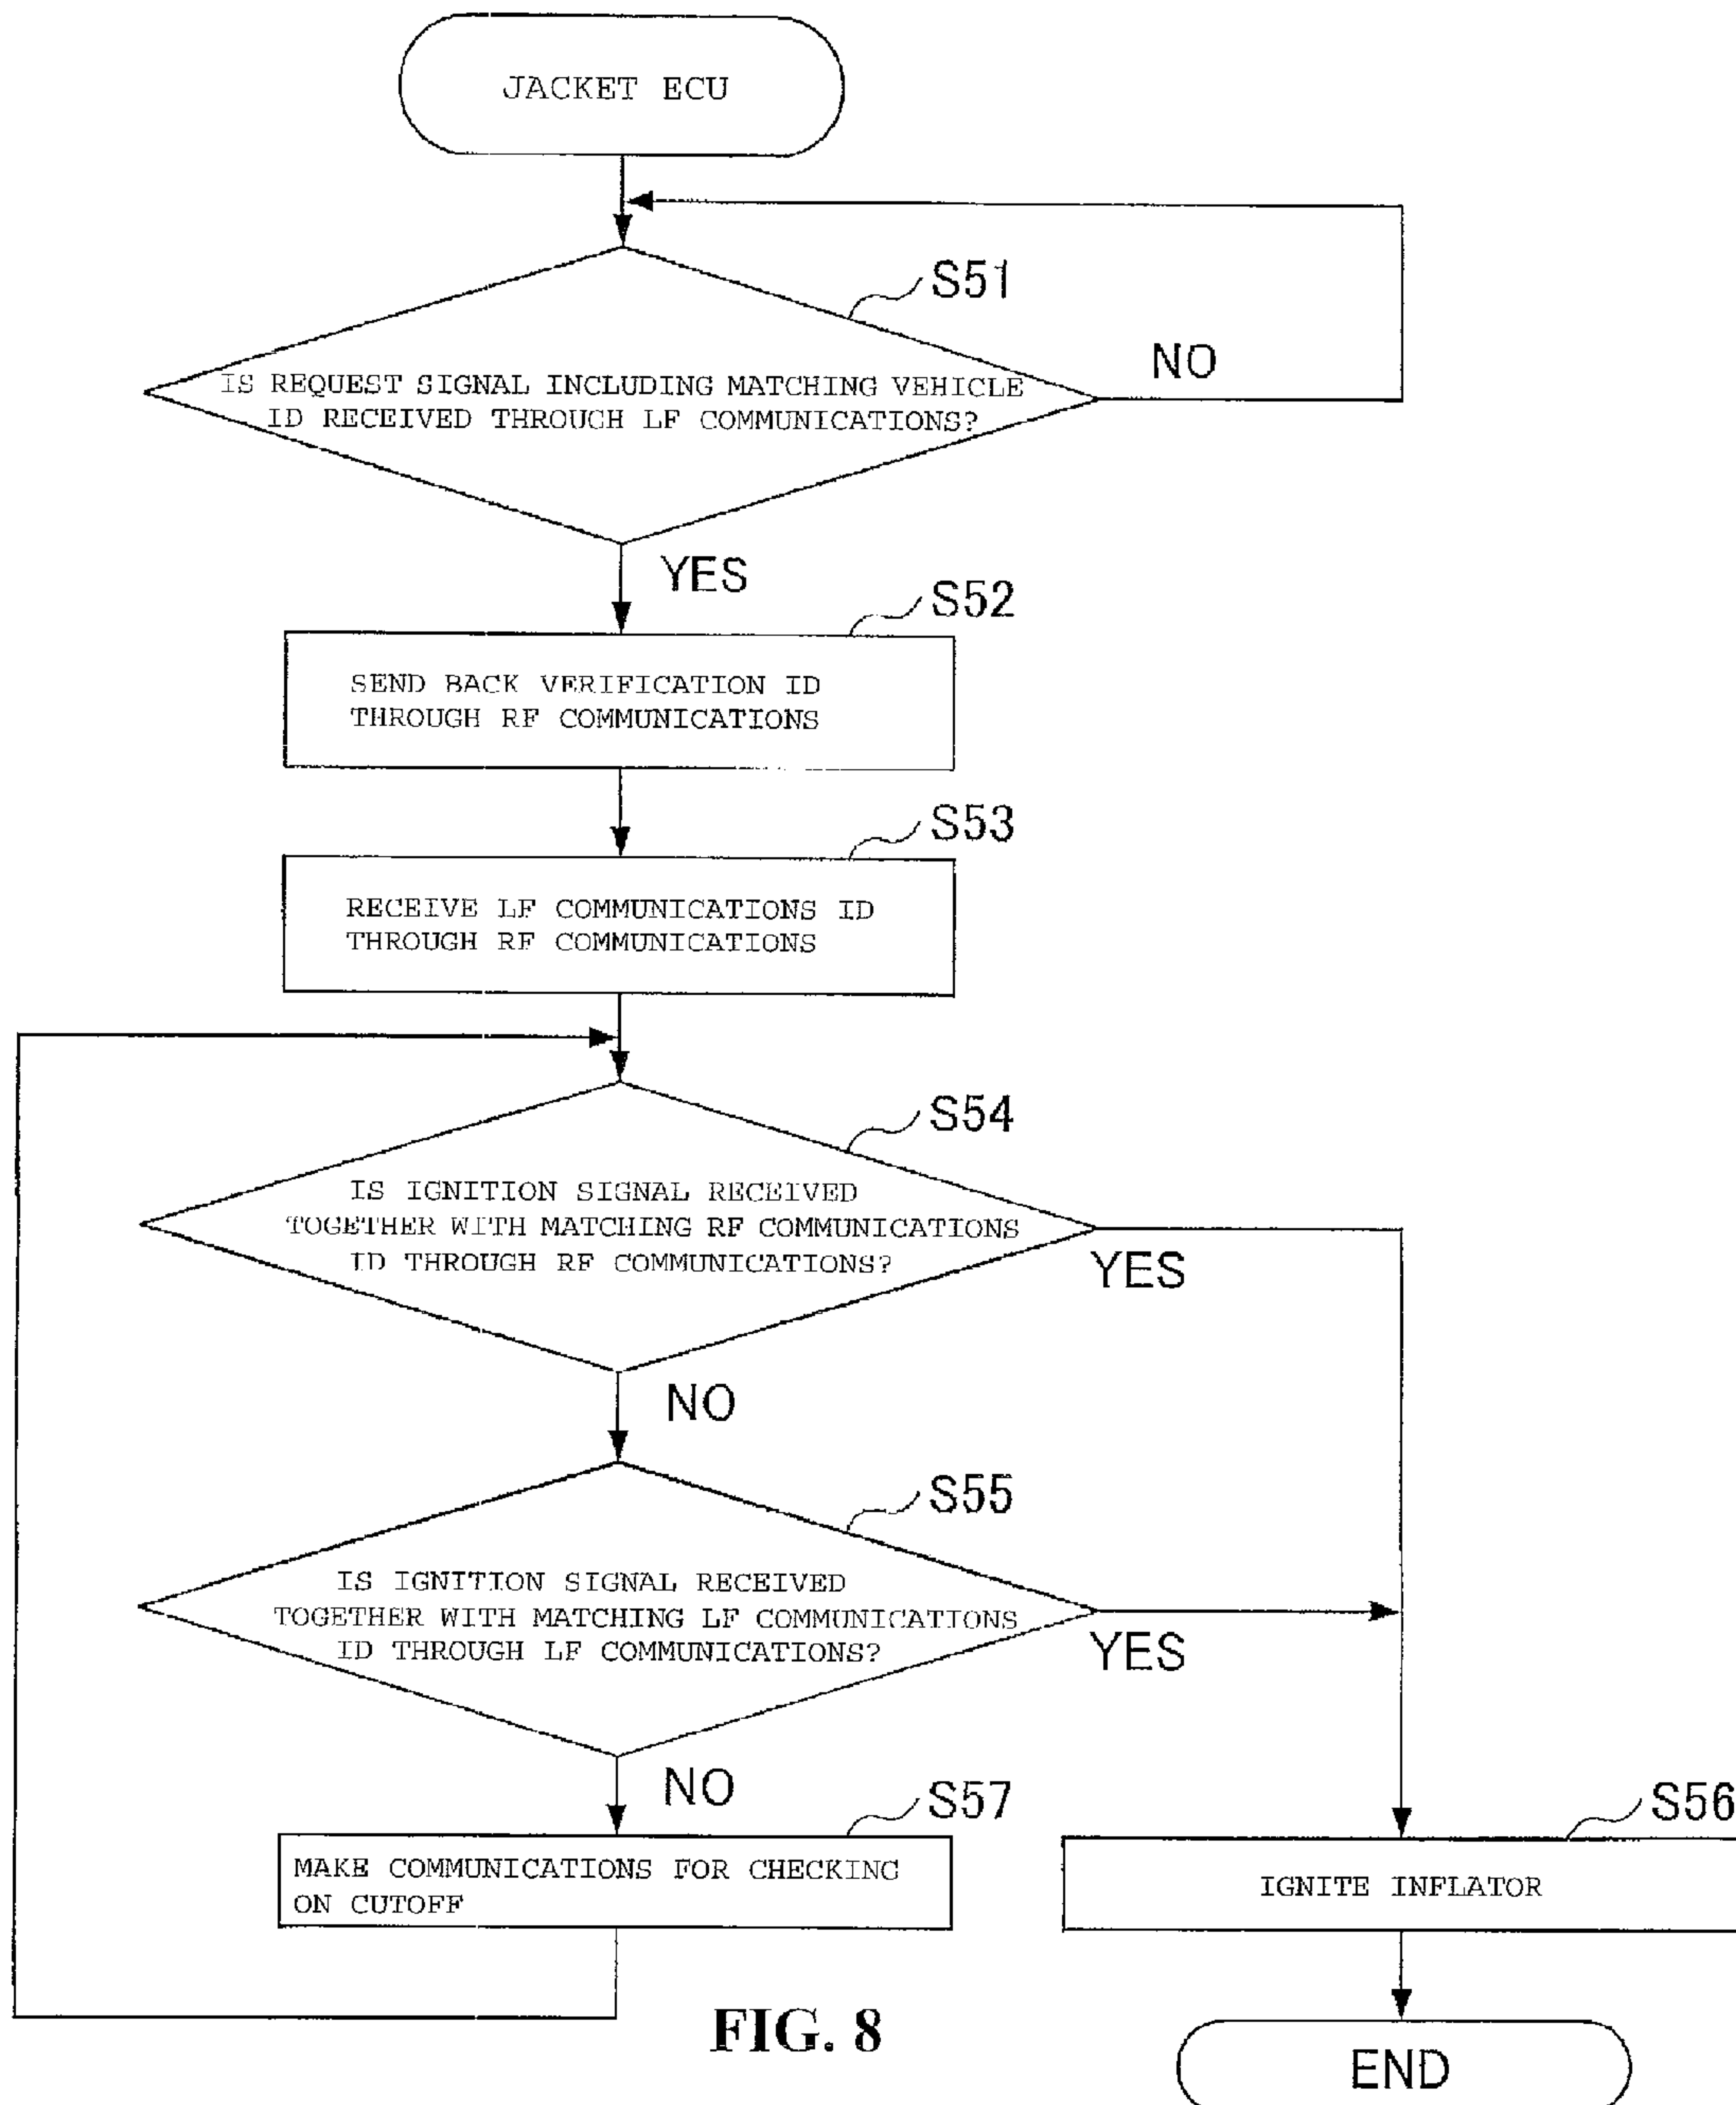 JACKET ECU
S51
IS REQUEST SIGNAL INCLUDING MATCHING VEHICLE
ID RECEIVED THROUGH LF COMMUNICATIONS?
NO
YES
S52
SEND BACK VERIFICATION ID
THROUGH RF COMMUNICATIONS
S53
RECEIVE LF COMMUNICATIONS ID
THROUGH RF COMMUNICATIONS
S54
IS IGNITION SIGNAL RECEIVED
TOGETHER WITH MATCHING RF COMMUNICATIONS
ID THROUGH RF COMMUNICATIONS?
YES
NO
S55
IS IGNITION SIGNAL RECEIVED
TOGETHER WITH MATCHING LF COMMUNICATIONS
ID THROUGH LF COMMUNICATIONS?
YES
NO
S57
MAKE COMMUNICATIONS FOR CHECKING
ON CUTOFF
S56
IGNITE INFLATOR
END
FIG. 8